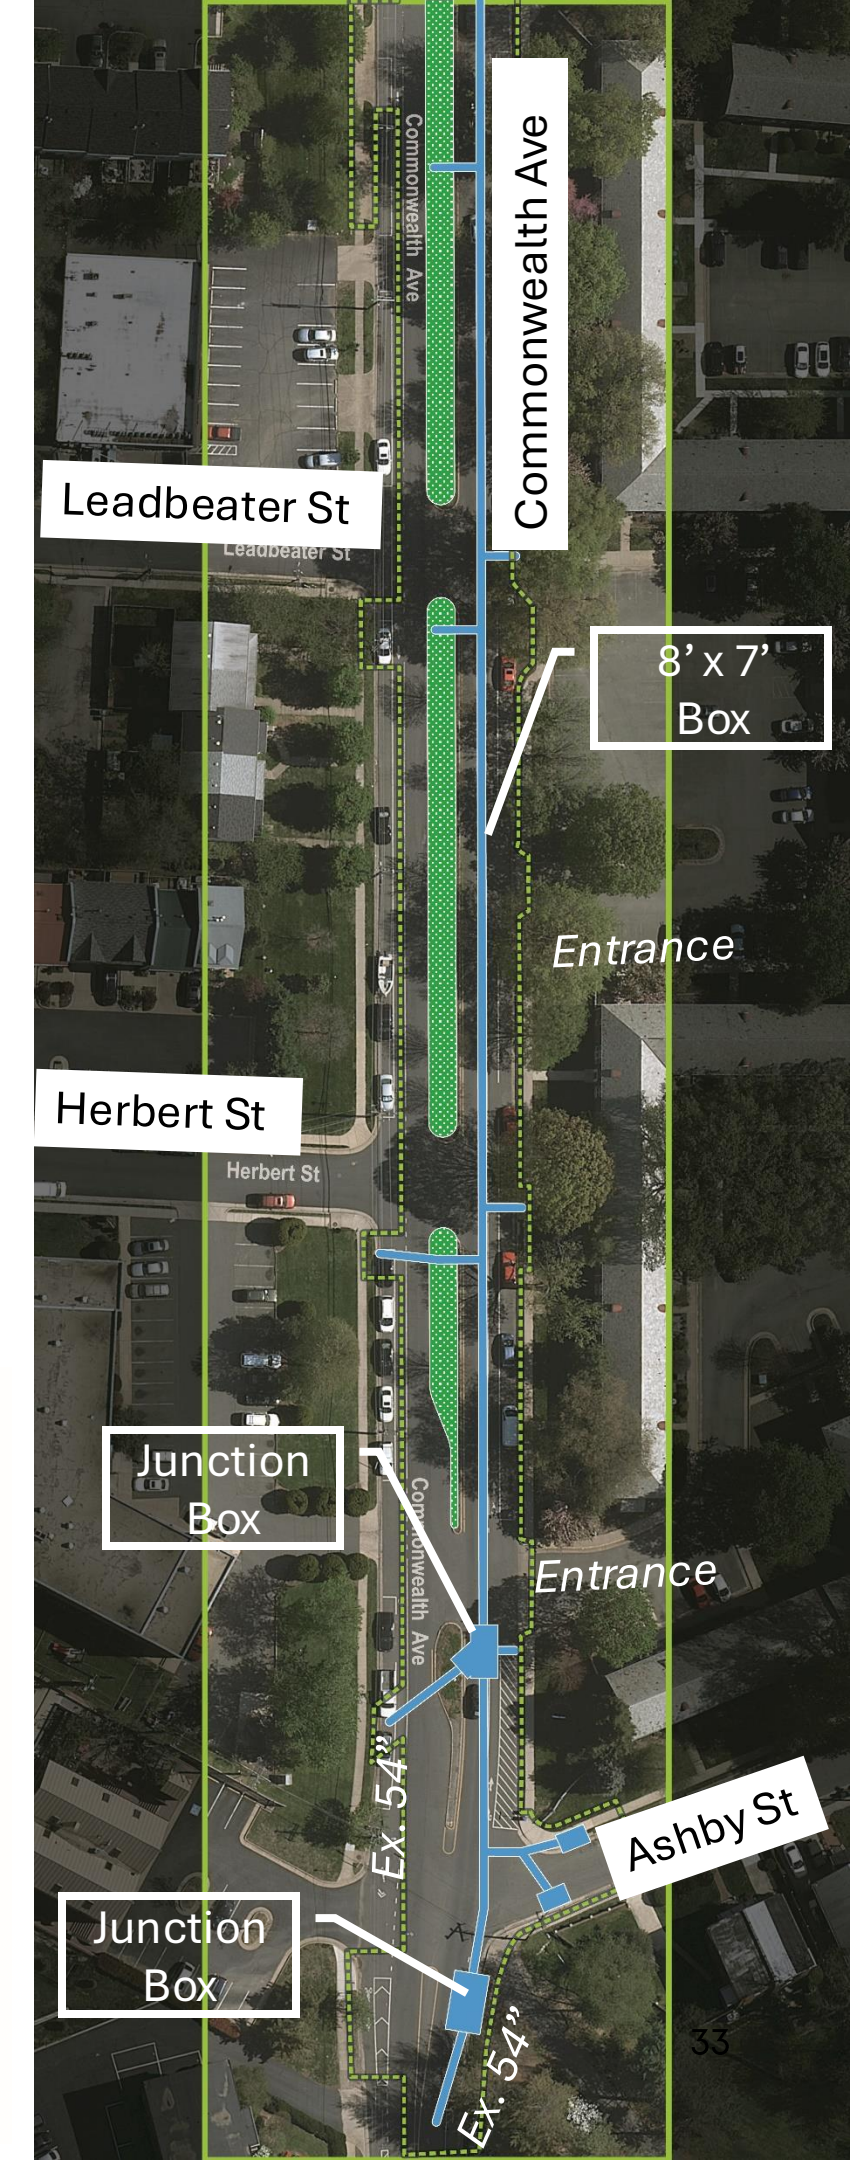 Commonwealth Ave
Commonwealth Ave
Leadbeater St
Leadbeater St
8’ x 7’
Box
Entrance
Herbert St
Herbert St
Junction
Box
Commonwealth Ave
Entrance
Ex. 54”
Ashby St
Junction
Box
Ex. 54”
33